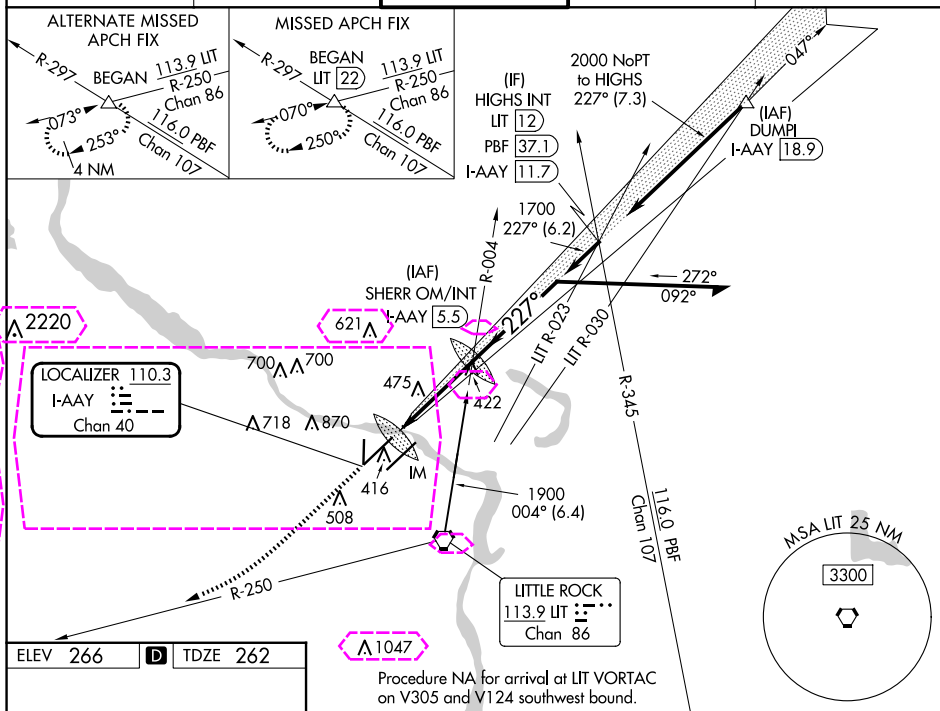 ALTERNATE MISSED
APCH FIX
R-297
BEGAN
113.9 LIT
R-250
Chan 86
073°
253°
4 NM
116.0 PBF
Chan 107
MISSED APCH FIX
R-297
BEGAN
LIT 22
113.9 LIT
R-250
Chan 86
070°
250°
116.0 PBF
Chan 107
(IF)
HIGHS INT
LIT 12
PBF 37.1
I-AAY 11.7
2000 NoPT
to HIGHS
227° (7.3)
047°
(IAF)
DUMPI
I-AAY 18.9
1700
227° (6.2)
R-004
(IAF)
SHERR OM/INT
I-AAY 5.5
227°
272°
092°
LIT R-023
LIT R-030
R-345
116.0 PBF
Chan 107
2220
621
700
700
475
422
LOCALIZER 110.3
I-AAY
Chan 40
718
870
IM
416
508
1900
004° (6.4)
R-250
LITTLE ROCK
113.9 LIT
Chan 86
MSA LIT 25 NM
3300
1047
ELEV 266 D TDZE 262
Procedure NA for arrival at LIT VORTAC
on V305 and V124 southwest bound.